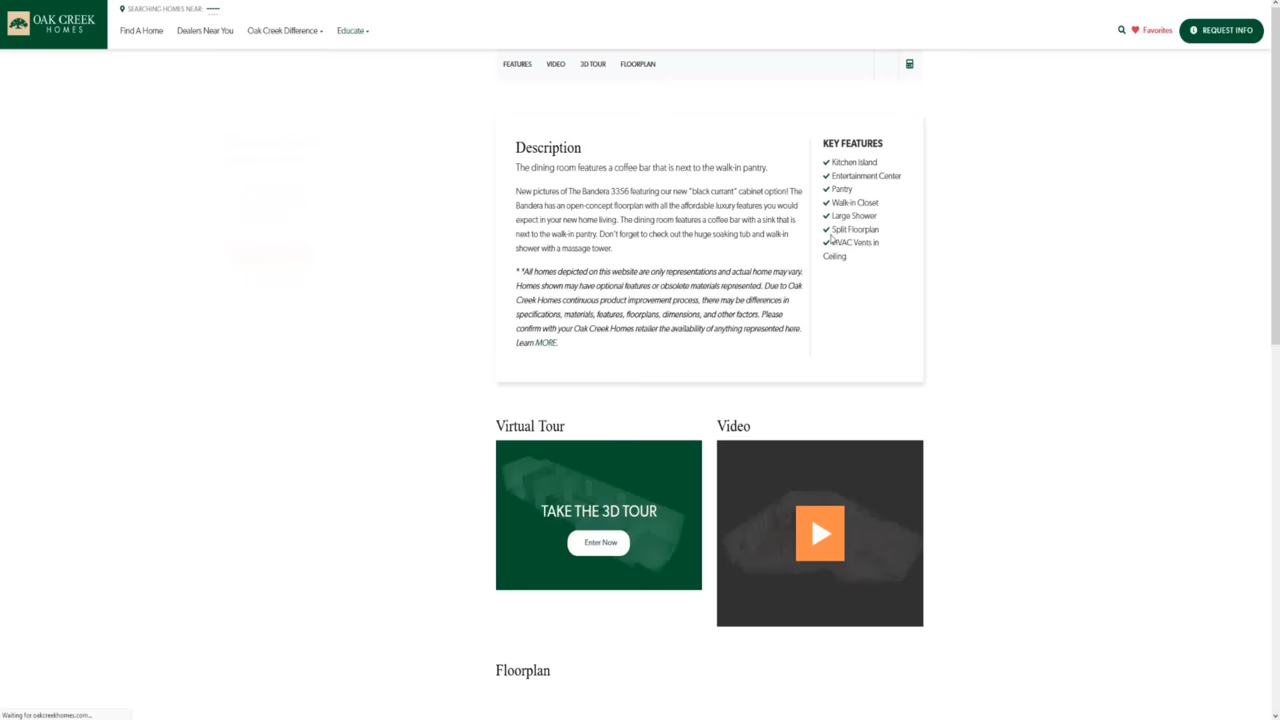 OAK CREEK
HOMES
SEARCHING HOMES NEAR:
Find A Home
Dealers Near You
Oak Creek Difference
Educate
Favorites
REQUEST INFO
FEATURES
VIDEO
3D TOUR
FLOORPLAN
Description
The dining room features a coffee bar that is next to the walk-in pantry.
New pictures of The Bandera 3356 featuring our new "black currant" cabinet option! The
Bandera has an open-concept floorplan with all the affordable luxury features you would
expect in your new home living. The dining room features a coffee bar with a sink that is
next to the walk-in pantry. Don't forget to check out the huge soaking tub and walk-in
shower with a massage tower.
* *All homes depicted on this website are only representations and actual home may vary.
Homes shown may have optional features or obsolete materials represented. Due to Oak
Creek Homes continuous product improvement process, there may be differences in
specifications, materials, features, floorplans, dimensions, and other factors. Please
confirm with your Oak Creek Homes retailer the availability of anything represented here.
Learn MORE.
KEY FEATURES
Kitchen Island
Entertainment Center
Pantry
Walk-in Closet
Large Shower
Split Floorplan
HVAC Vents in
Ceiling
Virtual Tour
TAKE THE 3D TOUR
Enter Now
Video
Floorplan
Waiting for oakcreekhomes.com...